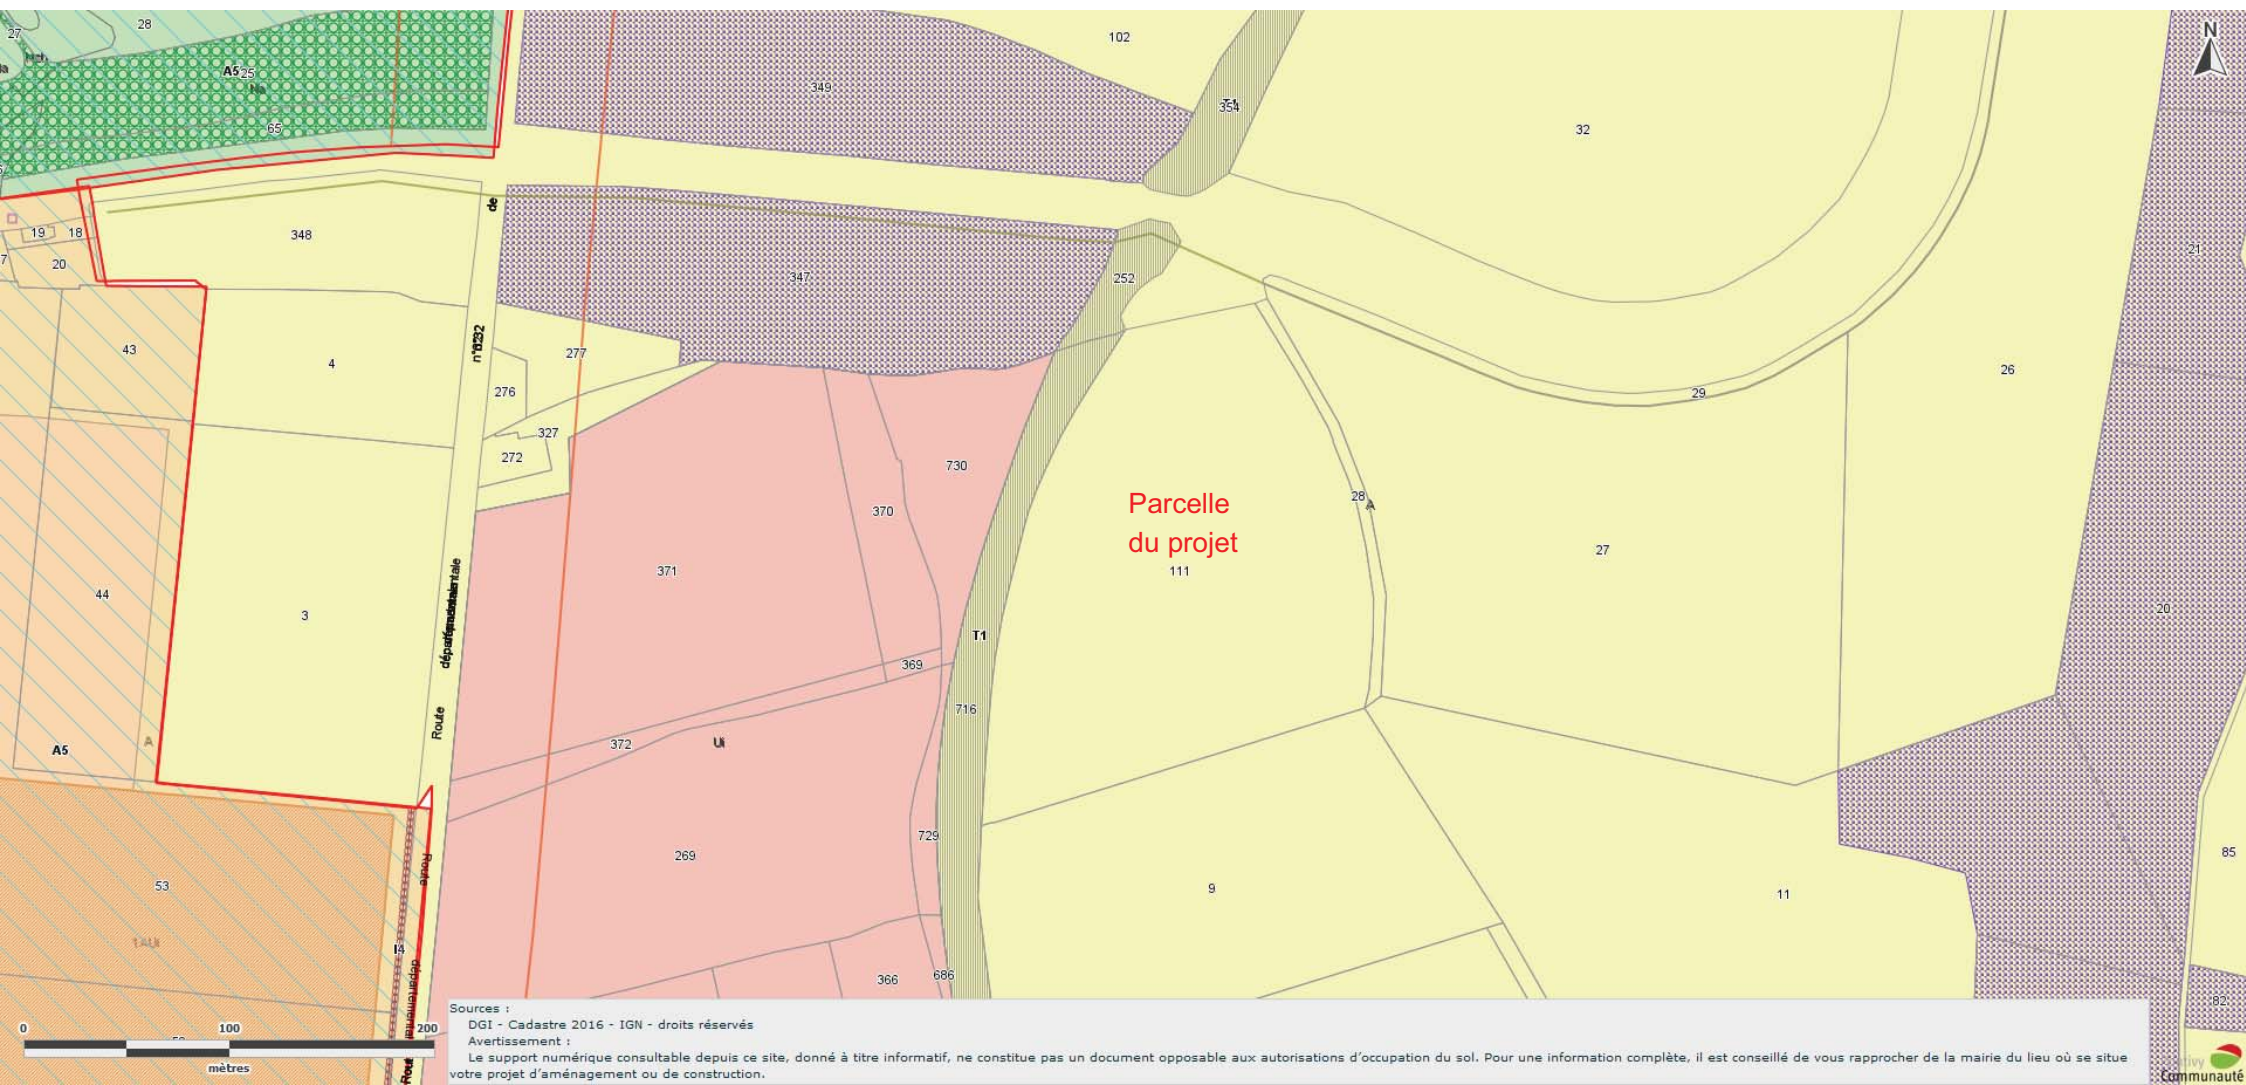 27
28
102
N
A5 25
Na
349
T1
354
32
65
de
348
19
18
20
7
252
347
21
n°
43
4
277
276
26
29
327
272
730
Parcelle
du projet
28
A
370
27
371
111
44
3
départementale
20
T1
369
716
Route
372
Ui
A
A5
729
269
85
Route
53
9
11
1AUi
I4
départemental
366
686
82
0
100
200
mètres
Sources :
DGI - Cadastre 2016 - IGN - droits réservés
Avertissement :
Le support numérique consultable depuis ce site, donné à titre informatif, ne constitue pas un document opposable aux autorisations d'occupation du sol. Pour une information complète, il est conseillé de vous rapprocher de la mairie du lieu où se situe
votre projet d'aménagement ou de construction.
Communauté